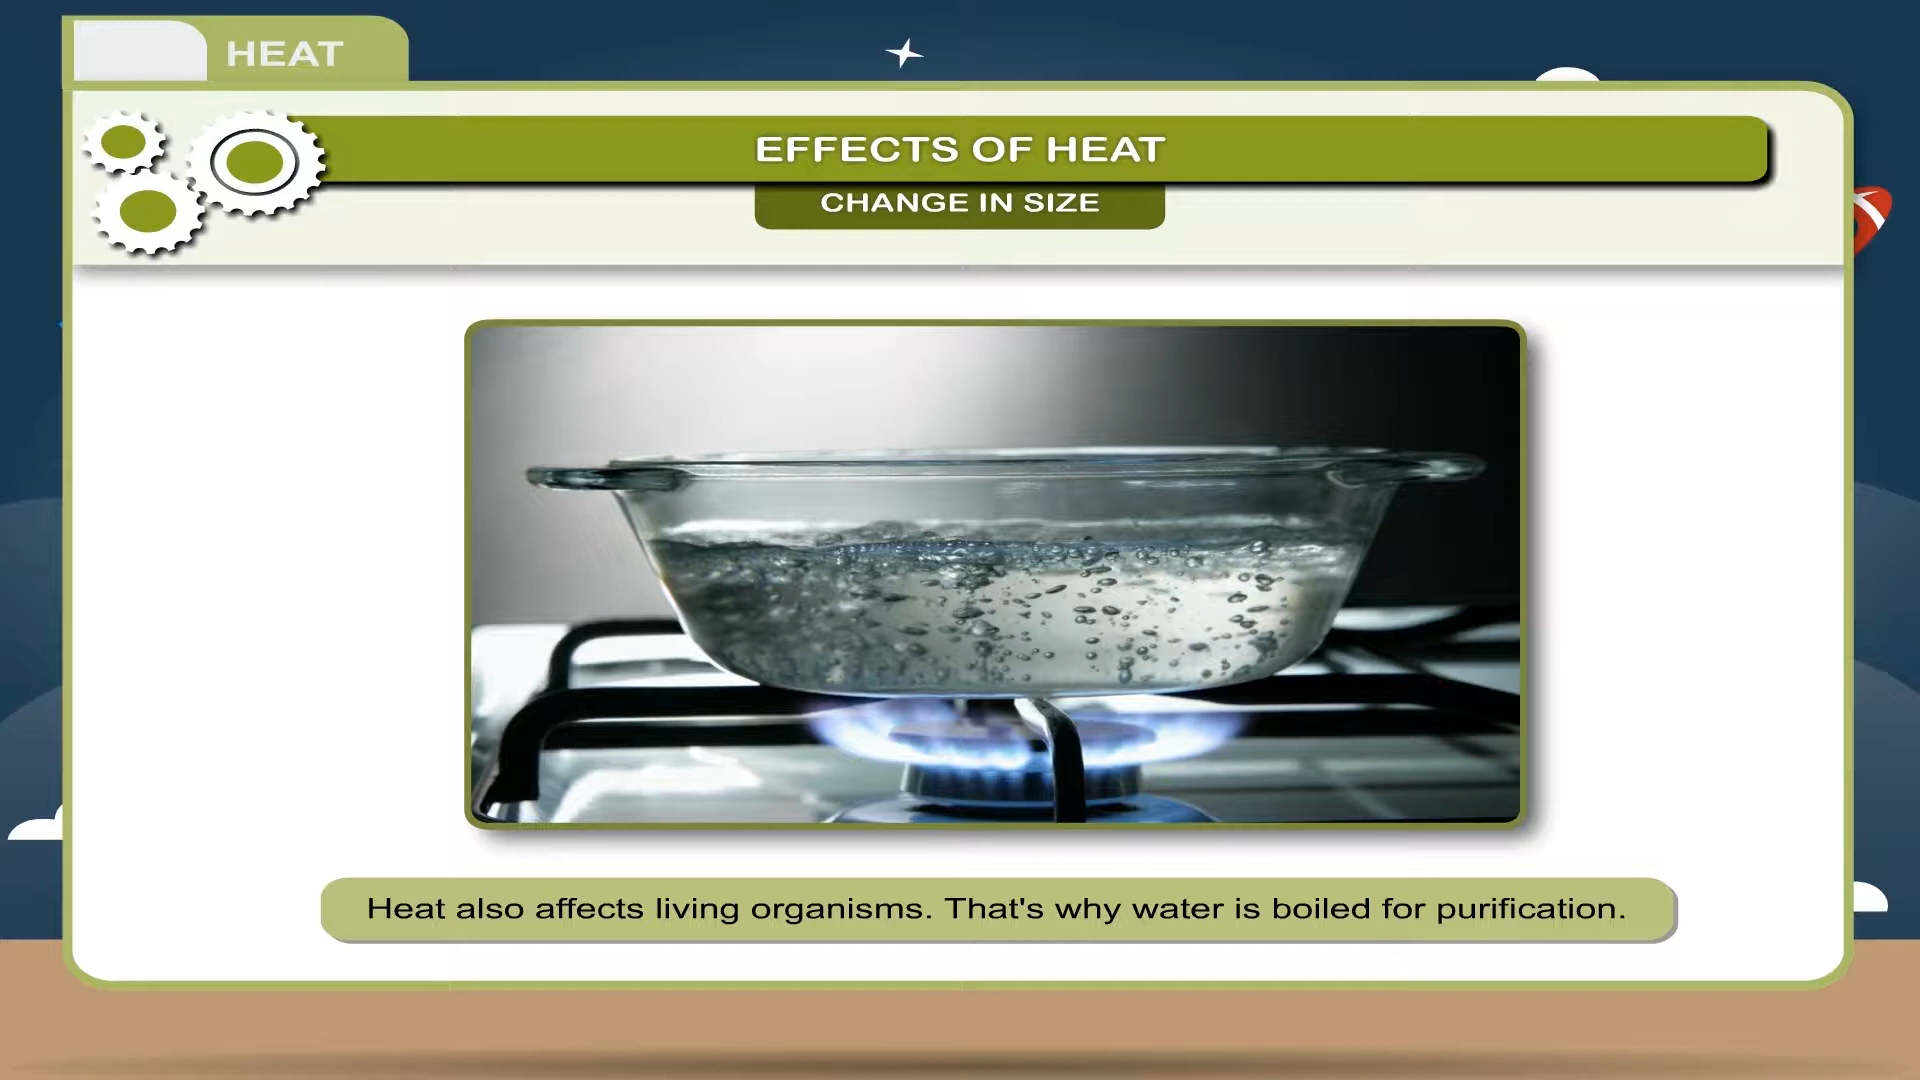 HEAT
EFFECTS OF HEAT
CHANGE IN SIZE
Heat also affects living organisms. That's why water is boiled for purification.